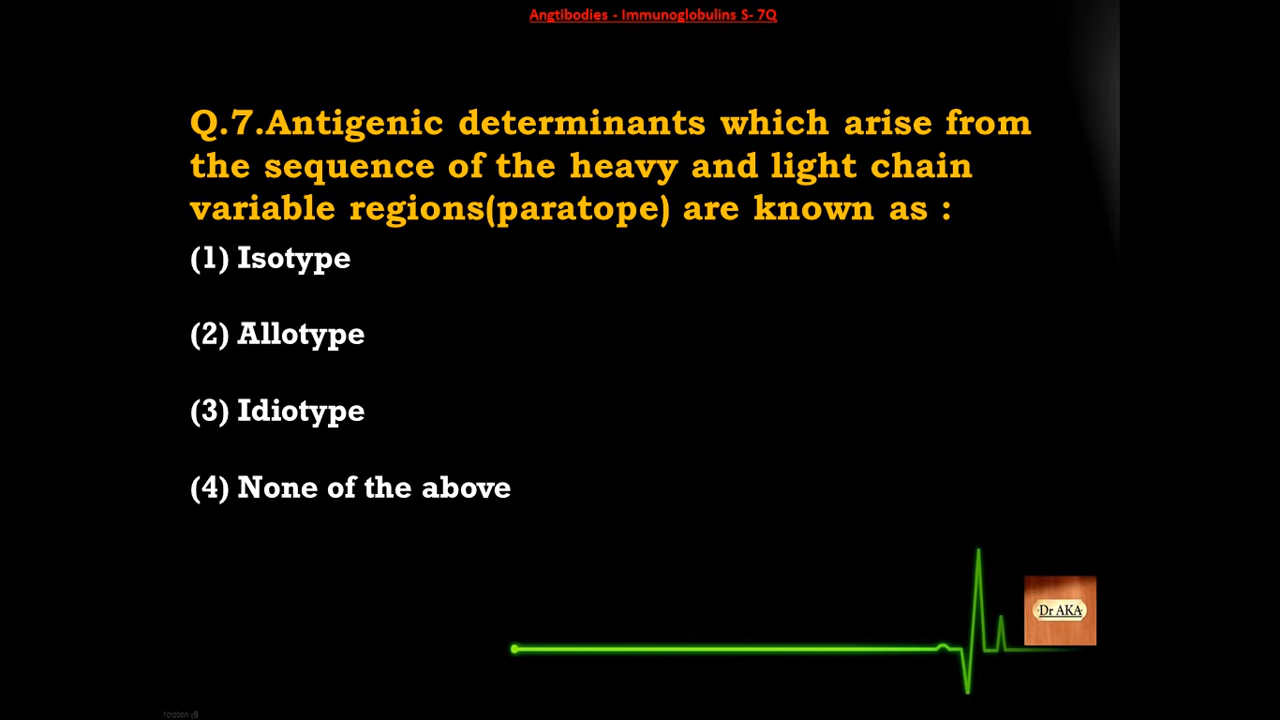 Angtibodies - Immunoglobulins S- 7Q
Q.7.Antigenic determinants which arise from
the sequence of the heavy and light chain
variable regions(paratope) are known as :
(1) Isotype
(2) Allotype
(3) Idiotype
(4) None of the above
Dr AKA